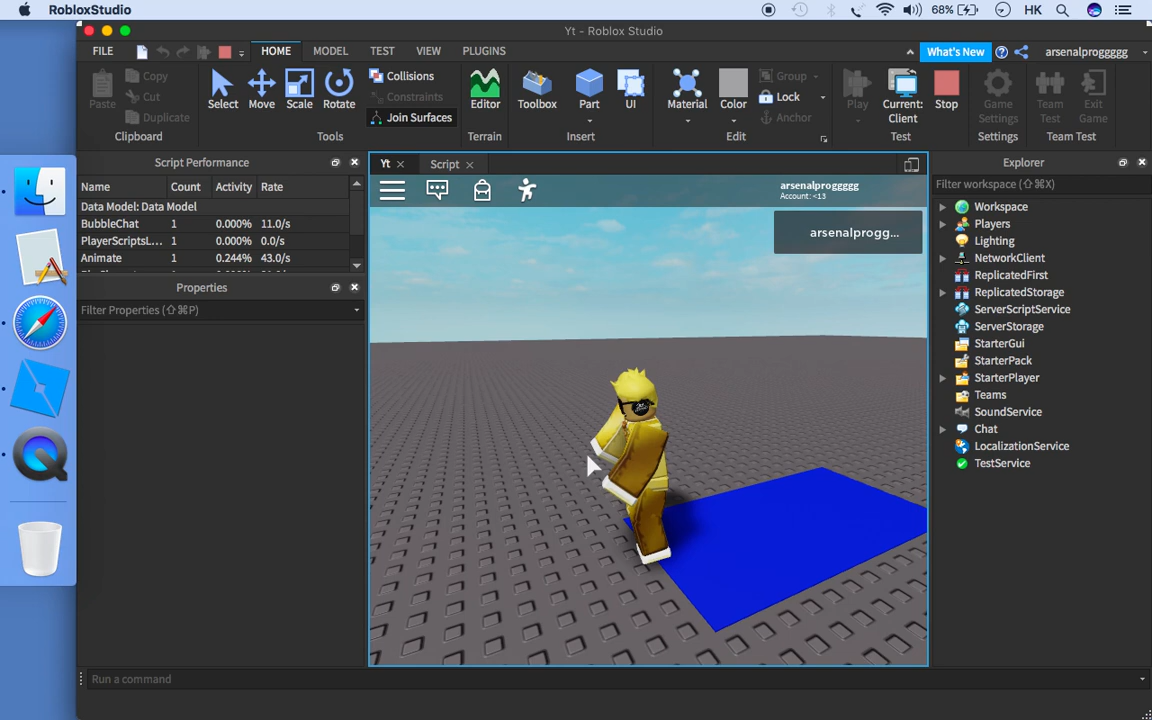 RobloxStudio
68%
HK
Yt - Roblox Studio
FILE
HOME
MODEL
TEST
VIEW
PLUGINS
What's New
arsenalproggggg
Paste
Copy
Cut
Duplicate
Clipboard
Select
Move
Scale
Rotate
Collisions
Constraints
Join Surfaces
Tools
Editor
Terrain
Toolbox
Part
UI
Insert
Material
Color
Group
Lock
Anchor
Edit
Play
Current:
Client
Stop
Test
Game
Settings
Settings
Team
Test
Exit
Game
Team Test
Script Performance
Name Count Activity Rate
Data Model: Data Model
BubbleChat 1 0.000% 11.0/s
PlayerScriptsL... 1 0.000% 0.0/s
Animate 1 0.244% 43.0/s
Properties
Filter Properties (⇧⌘P)
Yt
Script
arsenalproggggg
Account: <13
arsenalprogg...
Explorer
Filter workspace (⇧⌘X)
Workspace
Players
Lighting
NetworkClient
ReplicatedFirst
ReplicatedStorage
ServerScriptService
ServerStorage
StarterGui
StarterPack
StarterPlayer
Teams
SoundService
Chat
LocalizationService
TestService
Run a command